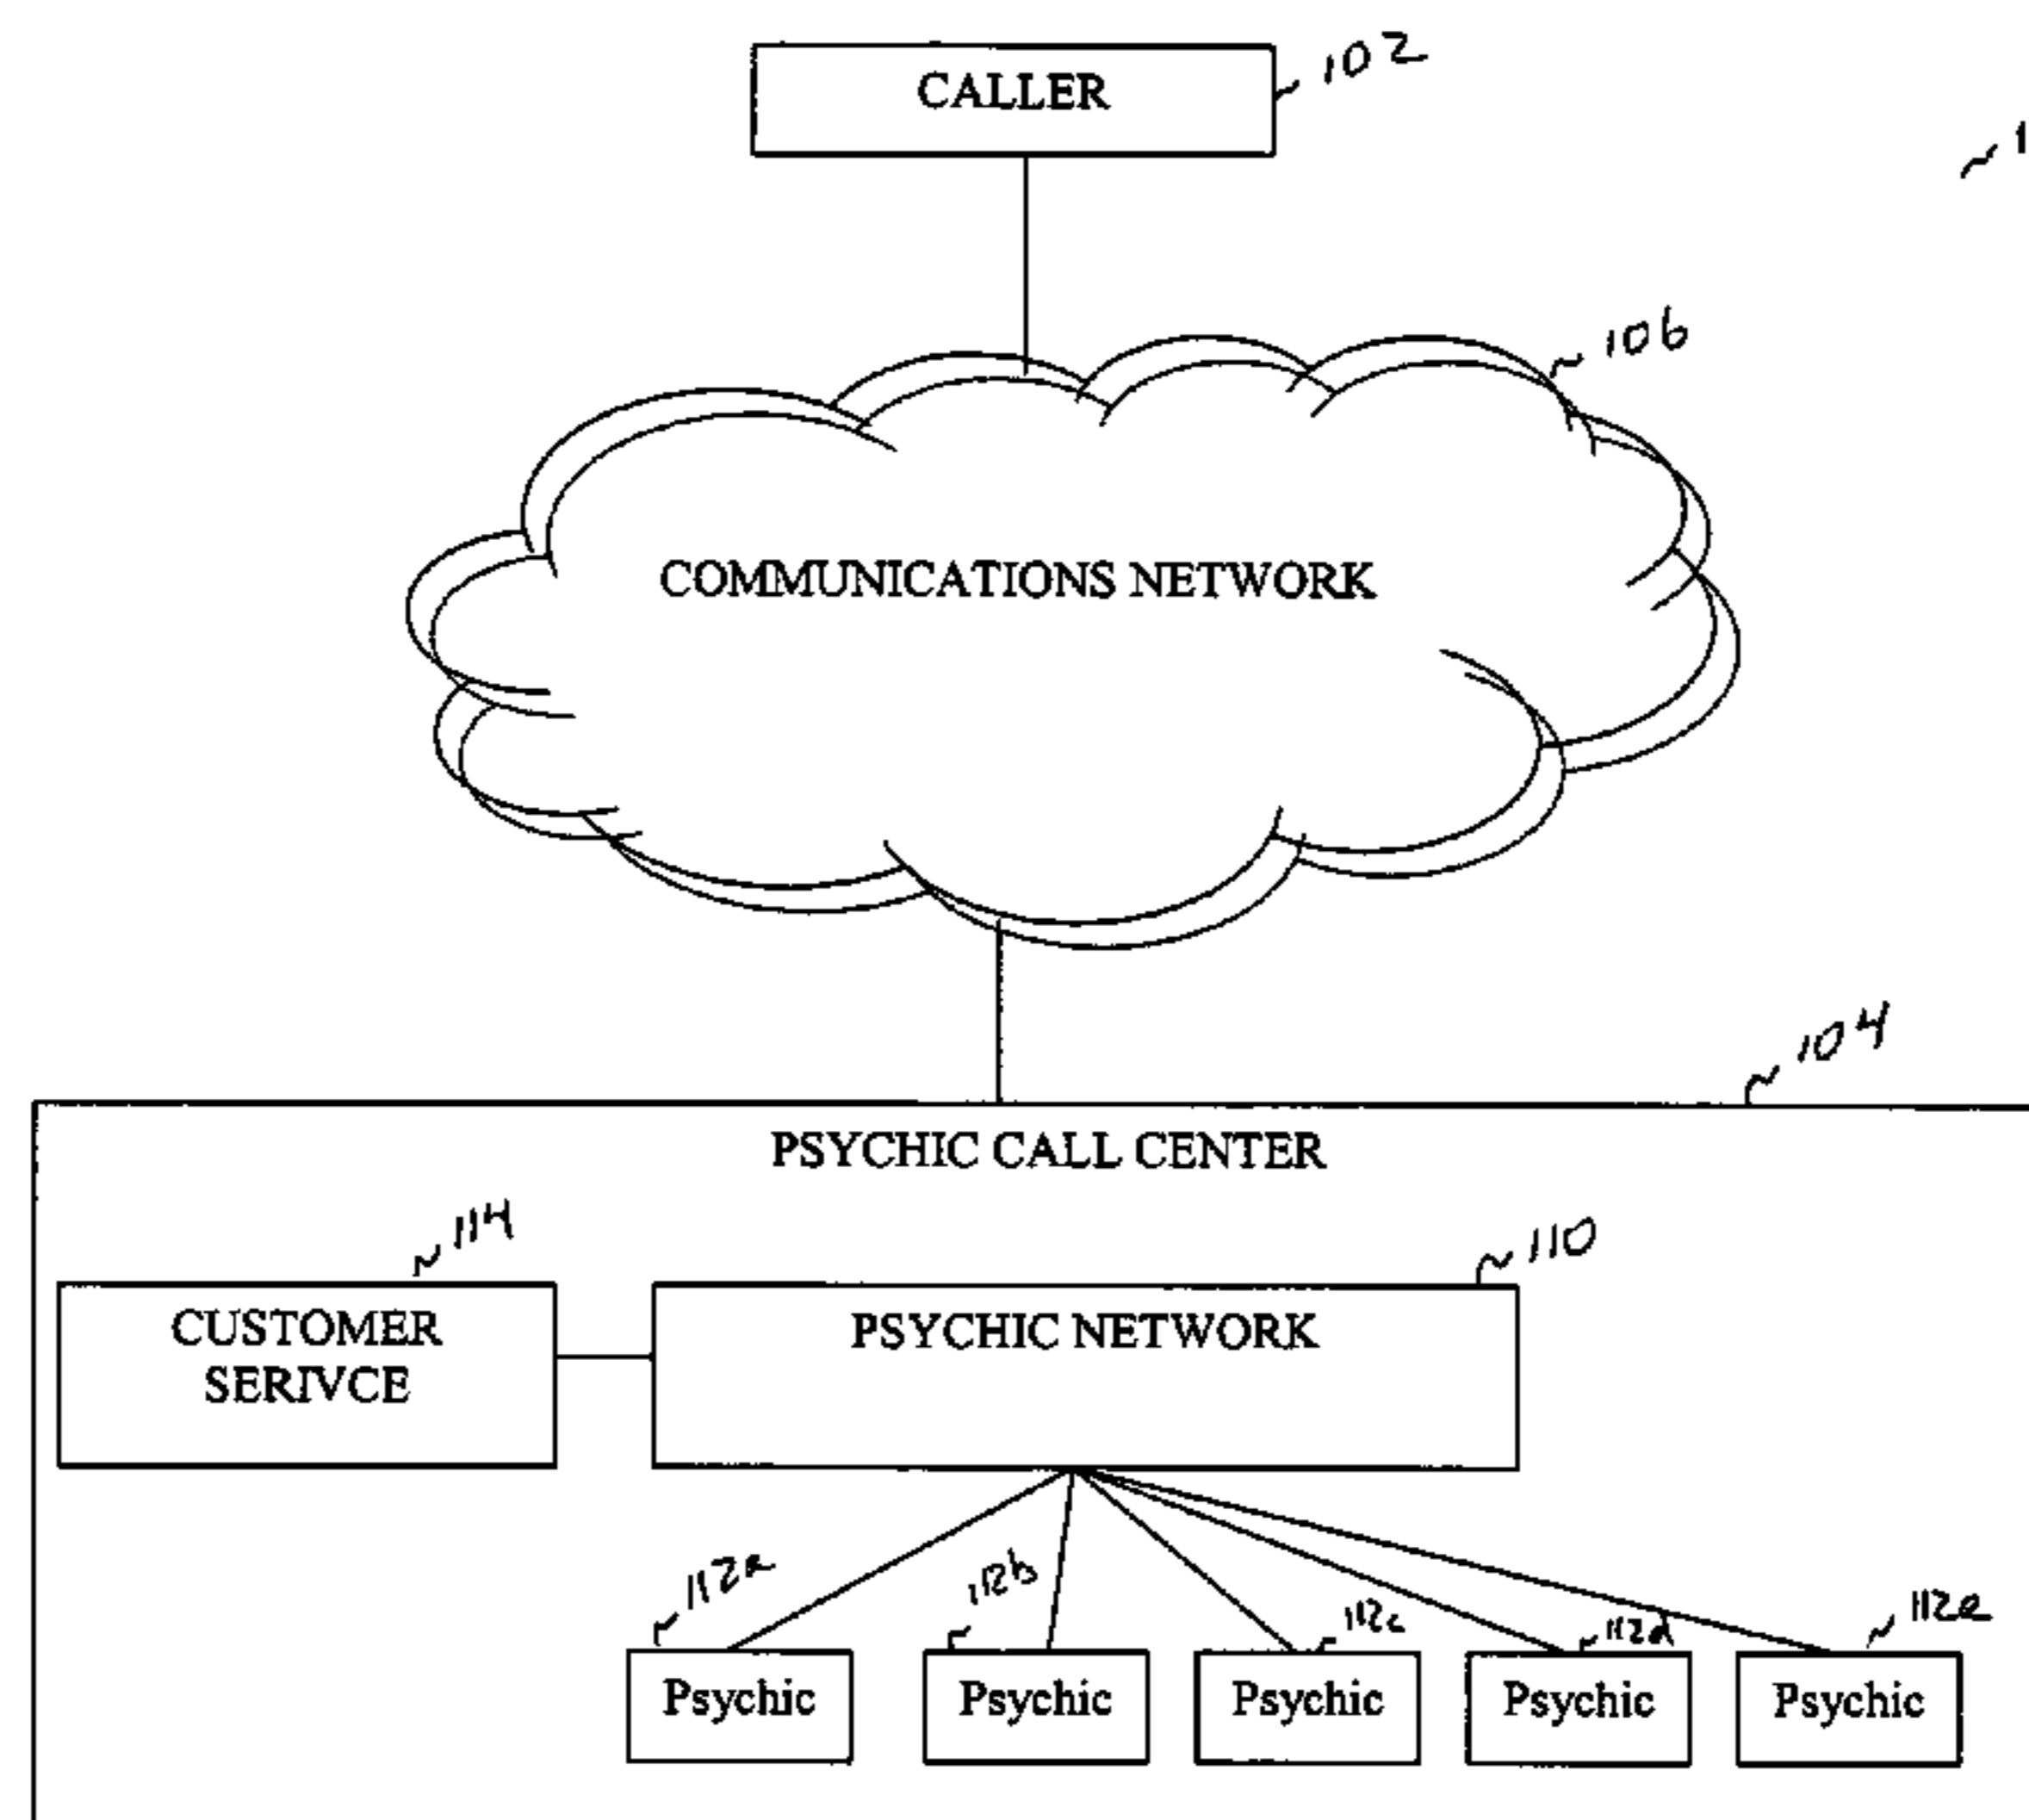 CALLER
102
1
106
COMMUNICATIONS NETWORK
104
PSYCHIC CALL CENTER
114
110
CUSTOMER
SERIVCE
PSYCHIC NETWORK
112a
112b
112c
112d
112e
Psychic
Psychic
Psychic
Psychic
Psychic